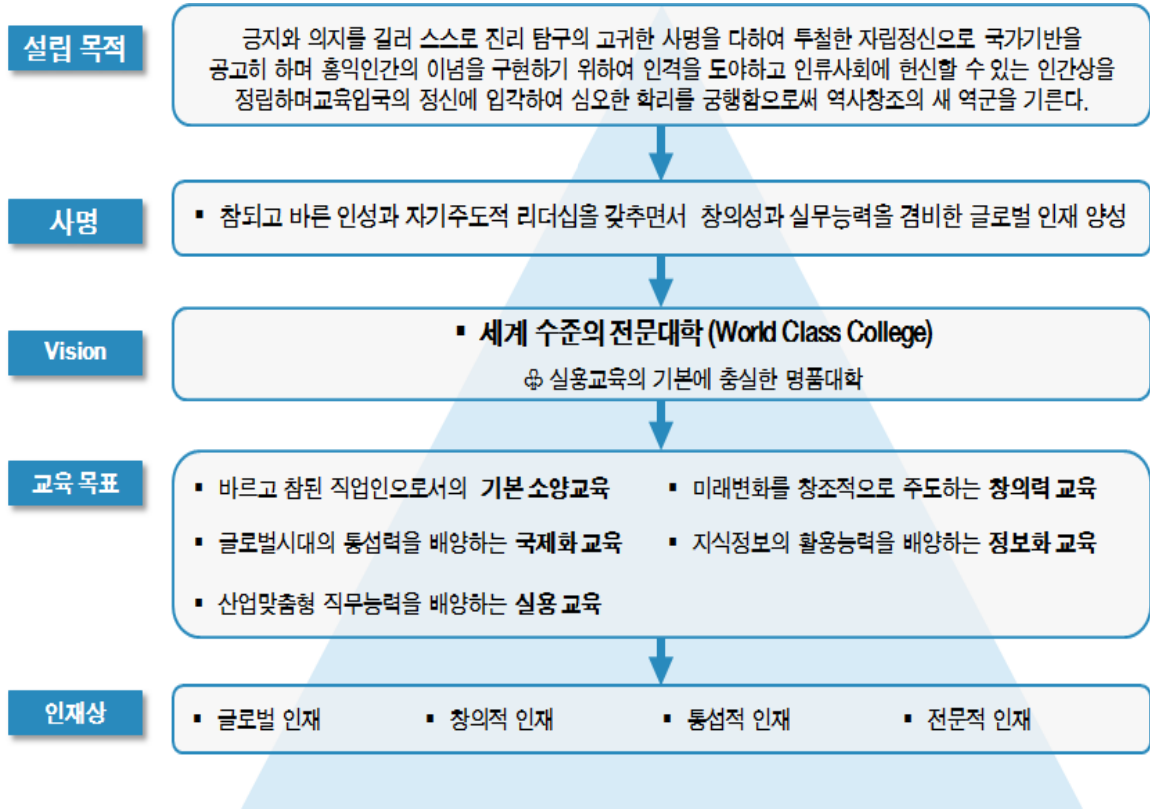 설립 목적
긍지와 의지를 길러 스스로 진리 탐구의 고귀한 사명을 다하여 투철한 자립정신으로 국가기반을
공고히 하며 홍익인간의 이념을 구현하기 위하여 인격을 도야하고 인류사회에 헌신할 수 있는 인간상을
정립하며교육입국의 정신에 입각하여 심오한 학리를 궁행함으로써 역사창조의 새 역군을 기른다.
사명
▪ 참되고 바른 인성과 자기주도적 리더십을 갖추면서 창의성과 실무능력을 겸비한 글로벌 인재 양성
Vision
▪ 세계 수준의 전문대학 (World Class College)
실용교육의 기본에 충실한 명품대학
교육 목표
▪ 바르고 참된 직업인으로서의 기본 소양교육 ▪ 미래변화를 창조적으로 주도하는 창의력 교육
▪ 글로벌시대의 통섭력을 배양하는 국제화 교육 ▪ 지식정보의 활용능력을 배양하는 정보화 교육
▪ 산업맞춤형 직무능력을 배양하는 실용 교육
인재상
▪ 글로벌 인재 ▪ 창의적 인재 ▪ 통섭적 인재 ▪ 전문적 인재